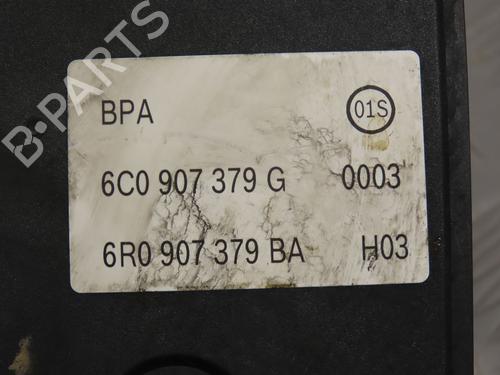 B-PARTS
BPA 01S
6C0 907 379 G 0003
6R0 907 379 BA H03